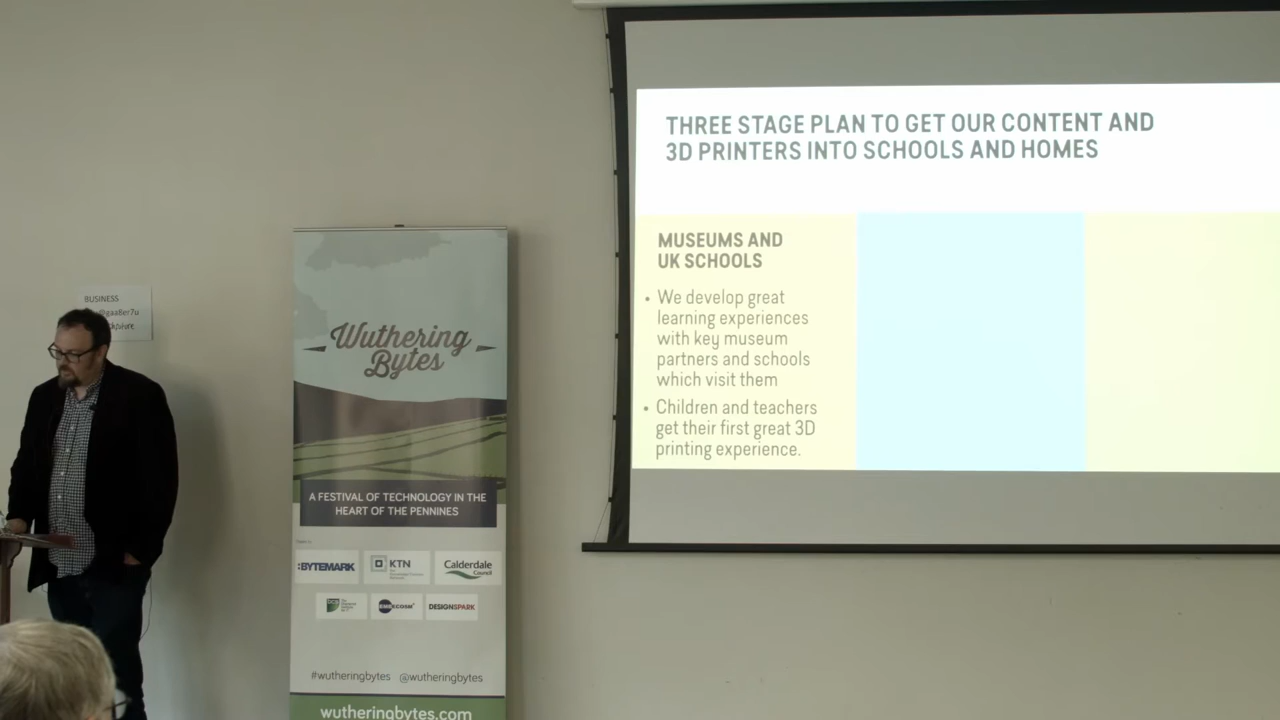 THREE STAGE PLAN TO GET OUR CONTENT AND
3D PRINTERS INTO SCHOOLS AND HOMES
MUSEUMS AND
UK SCHOOLS
• We develop great
learning experiences
with key museum
partners and schools
which visit them
• Children and teachers
get their first great 3D
printing experience.
BUSINESS
Wuthering
Bytes
A FESTIVAL OF TECHNOLOGY IN THE
HEART OF THE PENNINES
:BYTEMARK
KTN
Calderdale
Council
EMBECOSM
DESIGNSPARK
#wutheringbytes @wutheringbytes
wutheringbytes.com